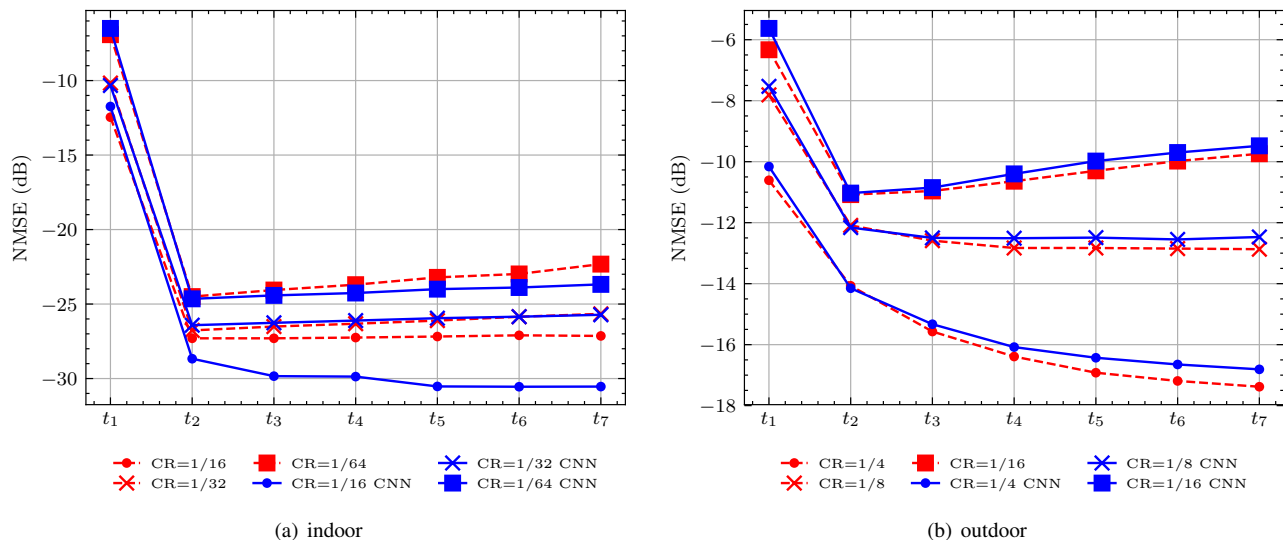 NMSE (dB)
−10
−15
−20
−25
−30
t1 t2 t3 t4 t5 t6 t7
CR=1/16 CR=1/64 CR=1/32 CNN
CR=1/32 CR=1/16 CNN CR=1/64 CNN
(a) indoor
NMSE (dB)
−6
−8
−10
−12
−14
−16
−18
t1 t2 t3 t4 t5 t6 t7
CR=1/4 CR=1/16 CR=1/8 CNN
CR=1/8 CR=1/4 CNN CR=1/16 CNN
(b) outdoor